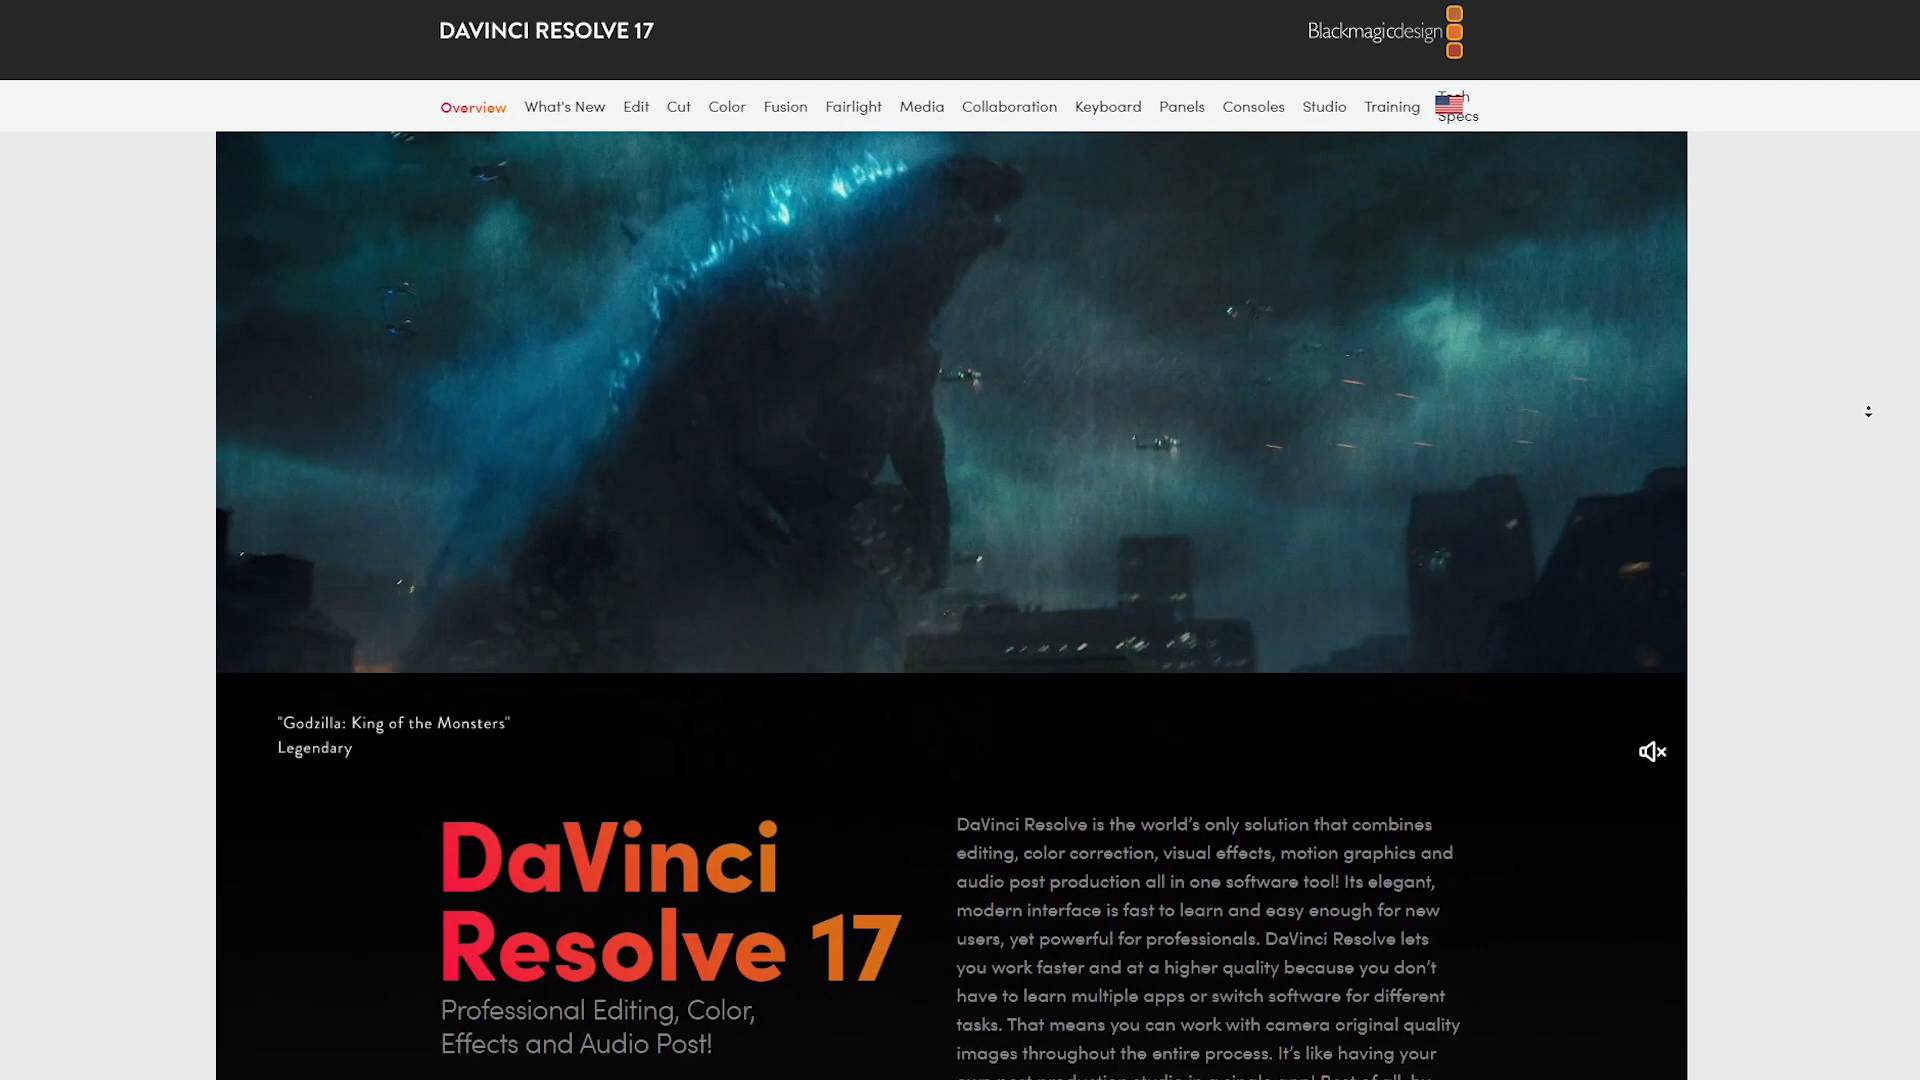 DAVINCI RESOLVE 17
Blackmagicdesign
Overview What's New Edit Cut Color Fusion Fairlight Media Collaboration Keyboard Panels Consoles Studio Training Tech
Specs
"Godzilla: King of the Monsters"
Legendary
DaVinci
Resolve 17
Professional Editing, Color,
Effects and Audio Post!
DaVinci Resolve is the world’s only solution that combines
editing, color correction, visual effects, motion graphics and
audio post production all in one software tool! Its elegant,
modern interface is fast to learn and easy enough for new
users, yet powerful for professionals. DaVinci Resolve lets
you work faster and at a higher quality because you don’t
have to learn multiple apps or switch software for different
tasks. That means you can work with camera original quality
images throughout the entire process. It’s like having your